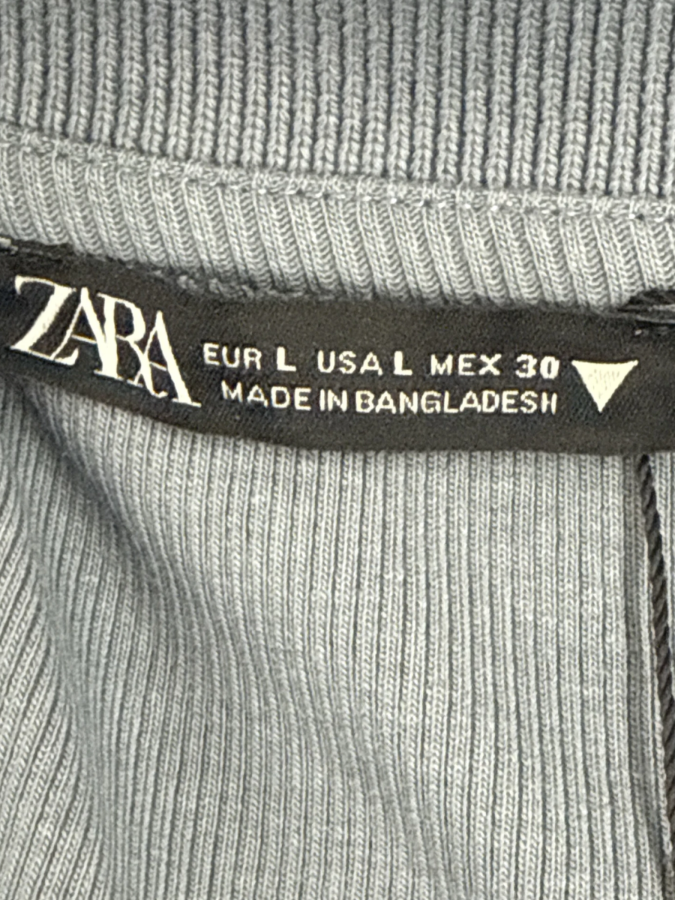 ZARA
EUR L USA L MEX 30
MADE IN BANGLADESH